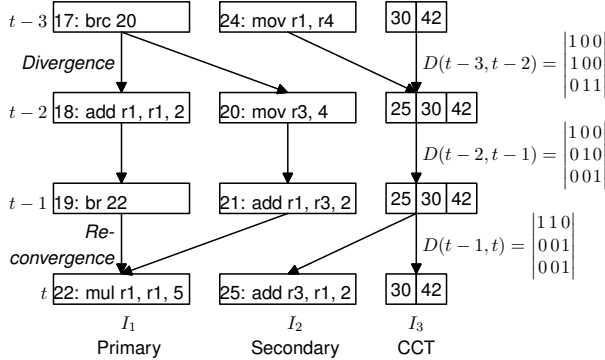 t − 3 17: brc 20 24: mov r1, r4 30 42
Divergence D(t − 3, t − 2) = |1 0 0|
|1 0 0|
|0 1 1|
t − 2 18: add r1, r1, 2 20: mov r3, 4 25 30 42
D(t − 2, t − 1) = |1 0 0|
|0 1 0|
|0 0 1|
t − 1 19: br 22 21: add r1, r3, 2 25 30 42
Re-
convergence D(t − 1, t) = |1 1 0|
|0 0 1|
|0 0 1|
t 22: mul r1, r1, 5 25: add r3, r1, 2 30 42
I₁ I₂ I₃
Primary Secondary CCT